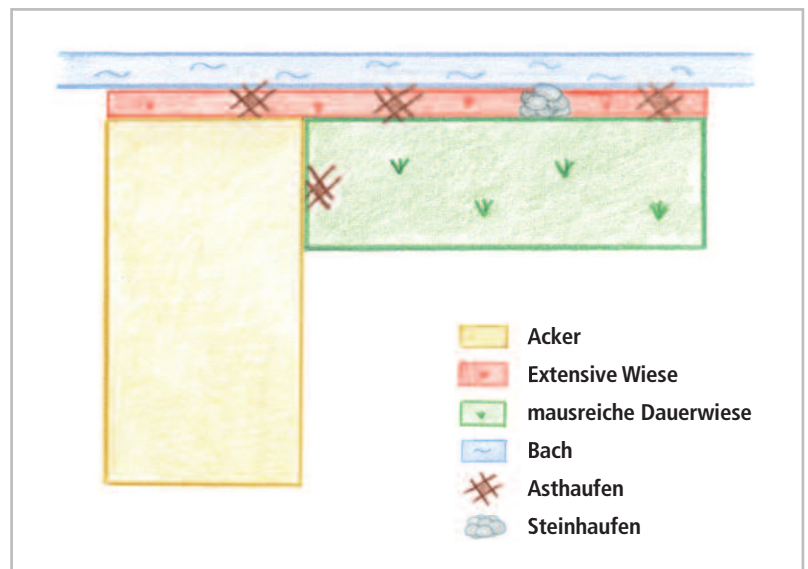 Acker
Extensive Wiese
mausreiche Dauerwiese
Bach
Asthaufen
Steinhaufen